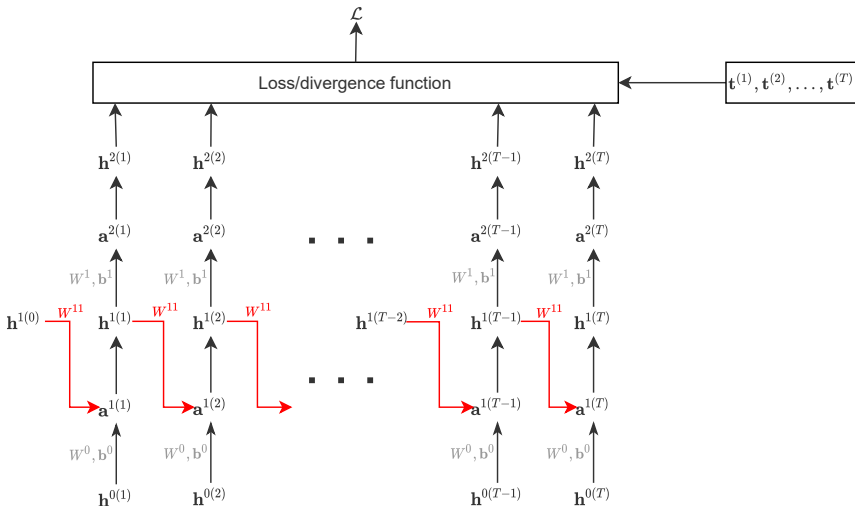 ℒ
Loss/divergence function
t⁽¹⁾, t⁽²⁾, . . . , t⁽ᵀ⁾
h²⁽¹⁾ h²⁽²⁾ h²⁽ᵀ⁻¹⁾ h²⁽ᵀ⁾
a²⁽¹⁾ a²⁽²⁾ . . . a²⁽ᵀ⁻¹⁾ a²⁽ᵀ⁾
W¹, b¹ W¹, b¹ W¹, b¹ W¹, b¹
W¹¹ W¹¹ W¹¹ W¹¹ W¹¹
h¹⁽⁰⁾ h¹⁽¹⁾ h¹⁽²⁾ h¹⁽ᵀ⁻²⁾ h¹⁽ᵀ⁻¹⁾ h¹⁽ᵀ⁾
. . .
a¹⁽¹⁾ a¹⁽²⁾ a¹⁽ᵀ⁻¹⁾ a¹⁽ᵀ⁾
W⁰, b⁰ W⁰, b⁰ W⁰, b⁰ W⁰, b⁰
h⁰⁽¹⁾ h⁰⁽²⁾ h⁰⁽ᵀ⁻¹⁾ h⁰⁽ᵀ⁾